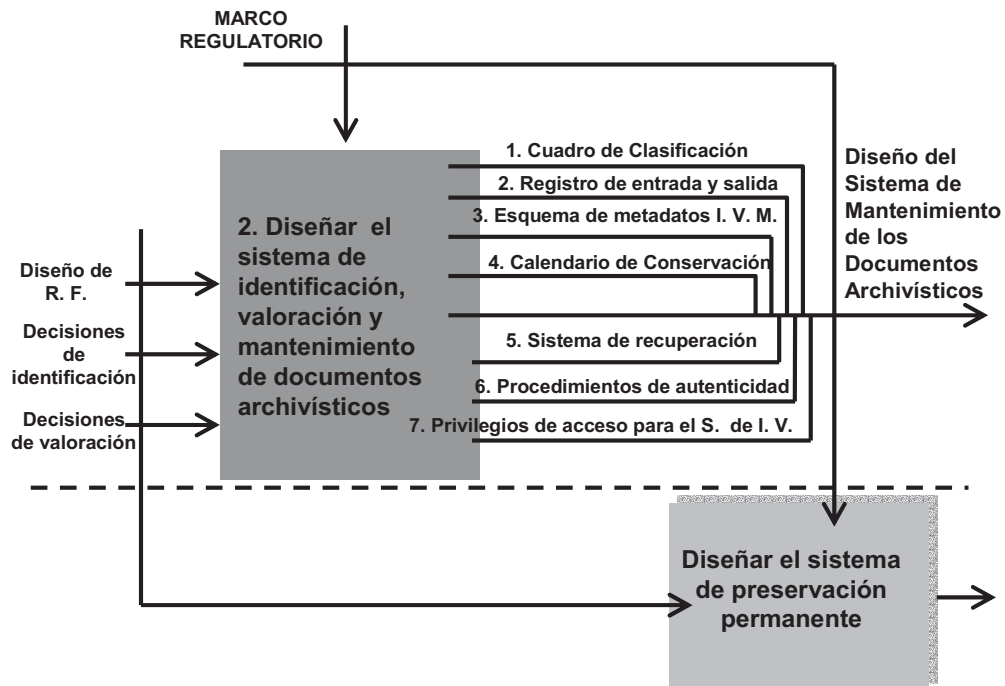 MARCO
REGULATORIO
1. Cuadro de Clasificación
2. Registro de entrada y salida
3. Esquema de metadatos I. V. M.
4. Calendario de Conservación
5. Sistema de recuperación
6. Procedimientos de autenticidad
7. Privilegios de acceso para el S. de I. V.
Diseño del
Sistema de
Mantenimiento
de los
Documentos
Archivísticos
2. Diseñar el
sistema de
identificación,
valoración y
mantenimiento
de documentos
archivísticos
Diseño de
R. F.
Decisiones
de
identificación
Decisiones
de valoración
Diseñar el sistema
de preservación
permanente